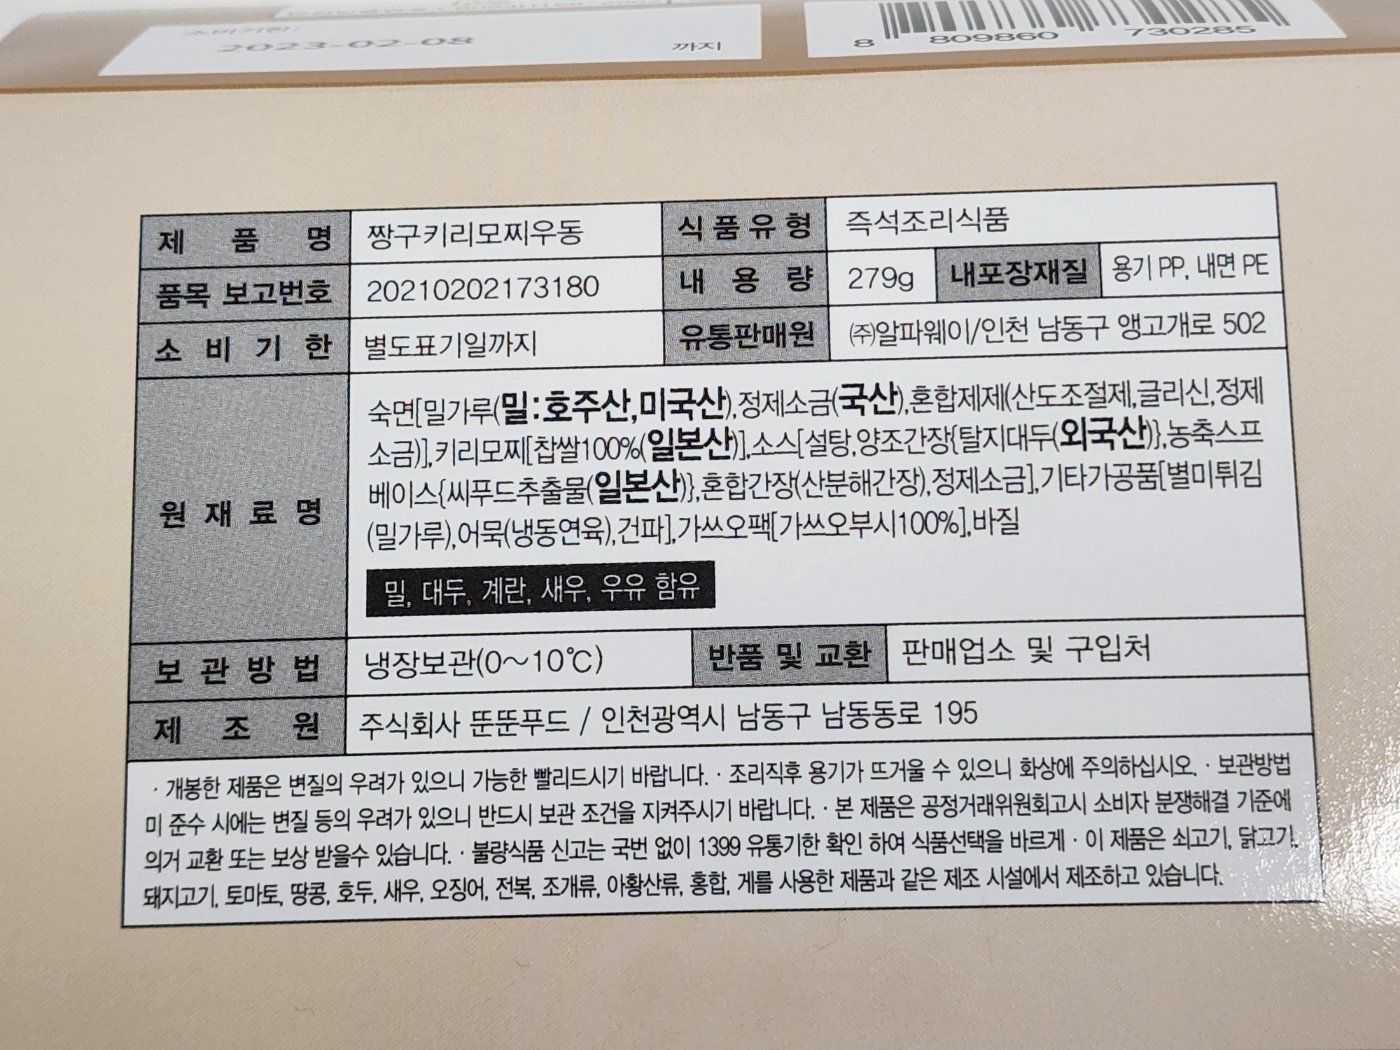 소비기한:
2023-02-08
까지
8 809860 730285
제 품 명 짱구키리모찌우동 식품유형 즉석조리식품
품목 보고번호 20210202173180 내 용 량 279g 내포장재질 용기 PP, 내면 PE
소비기한 별도표기일까지 유통판매원 ㈜알파웨이/인천 남동구 앵고개로 502
원재료명
숙면[밀가루(밀:호주산,미국산),정제소금(국산),혼합제제(산도조절제,글리신,정제
소금)],키리모찌[찹쌀100%(일본산)],소스[설탕,양조간장{탈지대두(외국산)},농축스프
베이스{씨푸드추출물(일본산)},혼합간장(산분해간장),정제소금],기타가공품[별미튀김
(밀가루),어묵(냉동연육),건파],가쓰오팩[가쓰오부시100%],바질
밀, 대두, 계란, 새우, 우유 함유
보관방법 냉장보관(0~10℃) 반품 및 교환 판매업소 및 구입처
제 조 원 주식회사 뚠뚠푸드 / 인천광역시 남동구 남동동로 195
· 개봉한 제품은 변질의 우려가 있으니 가능한 빨리드시기 바랍니다. · 조리직후 용기가 뜨거울 수 있으니 화상에 주의하십시오. · 보관방법
미 준수 시에는 변질 등의 우려가 있으니 반드시 보관 조건을 지켜주시기 바랍니다. · 본 제품은 공정거래위원회고시 소비자 분쟁해결 기준에
의거 교환 또는 보상 받을수 있습니다. · 불량식품 신고는 국번 없이 1399 유통기한 확인 하여 식품선택을 바르게 · 이 제품은 쇠고기, 닭고기,
돼지고기, 토마토, 땅콩, 호두, 새우, 오징어, 전복, 조개류, 아황산류, 홍합, 게를 사용한 제품과 같은 제조 시설에서 제조하고 있습니다.